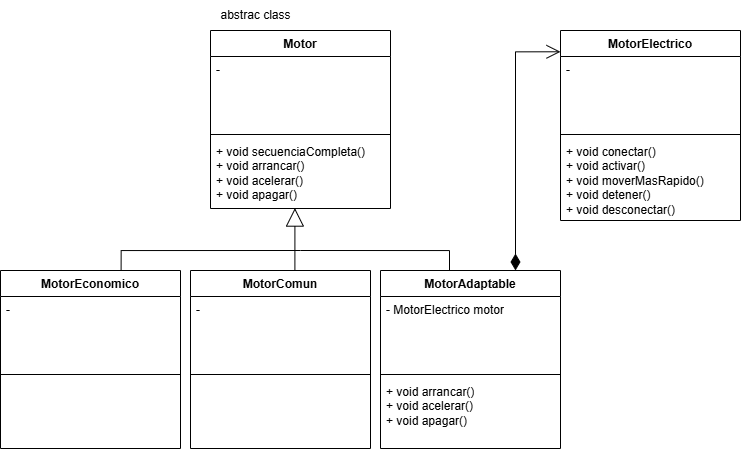 abstrac class
Motor
-
+ void secuenciaCompleta()
+ void arrancar()
+ void acelerar()
+ void apagar()
MotorElectrico
-
+ void conectar()
+ void activar()
+ void moverMasRapido()
+ void detener()
+ void desconectar()
MotorEconomico
-
MotorComun
-
MotorAdaptable
- MotorElectrico motor
+ void arrancar()
+ void acelerar()
+ void apagar()